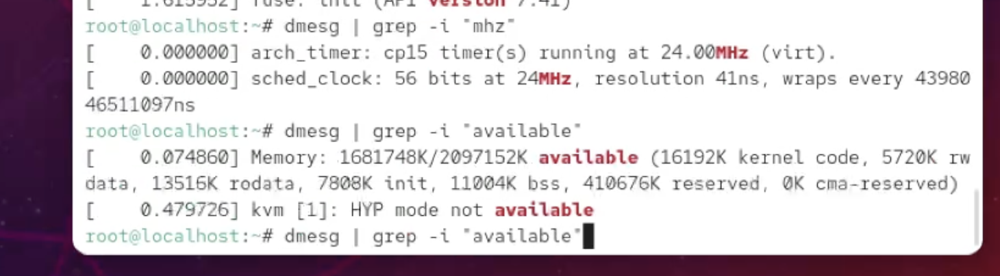 [    1.615952] fuse: init (API version 7.41)
root@localhost:~# dmesg | grep -i "mhz"
[    0.000000] arch_timer: cp15 timer(s) running at 24.00MHz (virt).
[    0.000000] sched_clock: 56 bits at 24MHz, resolution 41ns, wraps every 43980
46511097ns
root@localhost:~# dmesg | grep -i "available"
[    0.074860] Memory: 1681748K/2097152K available (16192K kernel code, 5720K rw
data, 13516K rodata, 7808K init, 11004K bss, 410676K reserved, 0K cma-reserved)
[    0.479726] kvm [1]: HYP mode not available
root@localhost:~# dmesg | grep -i "available"